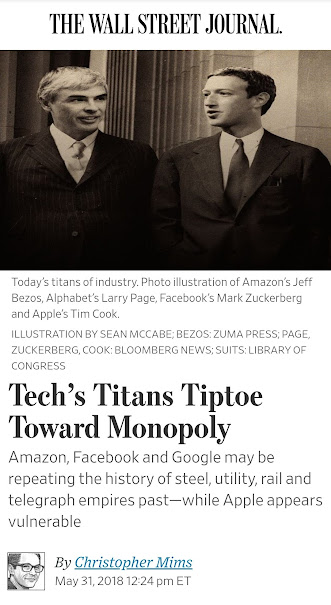 THE WALL STREET JOURNAL.
Today's titans of industry. Photo illustration of Amazon's Jeff
Bezos, Alphabet's Larry Page, Facebook's Mark Zuckerberg
and Apple's Tim Cook.
ILLUSTRATION BY SEAN MCCABE; BEZOS: ZUMA PRESS; PAGE,
ZUCKERBERG, COOK: BLOOMBERG NEWS; SUITS: LIBRARY OF
CONGRESS
Tech's Titans Tiptoe
Toward Monopoly
Amazon, Facebook and Google may be
repeating the history of steel, utility, rail and
telegraph empires past—while Apple appears
vulnerable
By Christopher Mims
May 31, 2018 12:24 pm ET